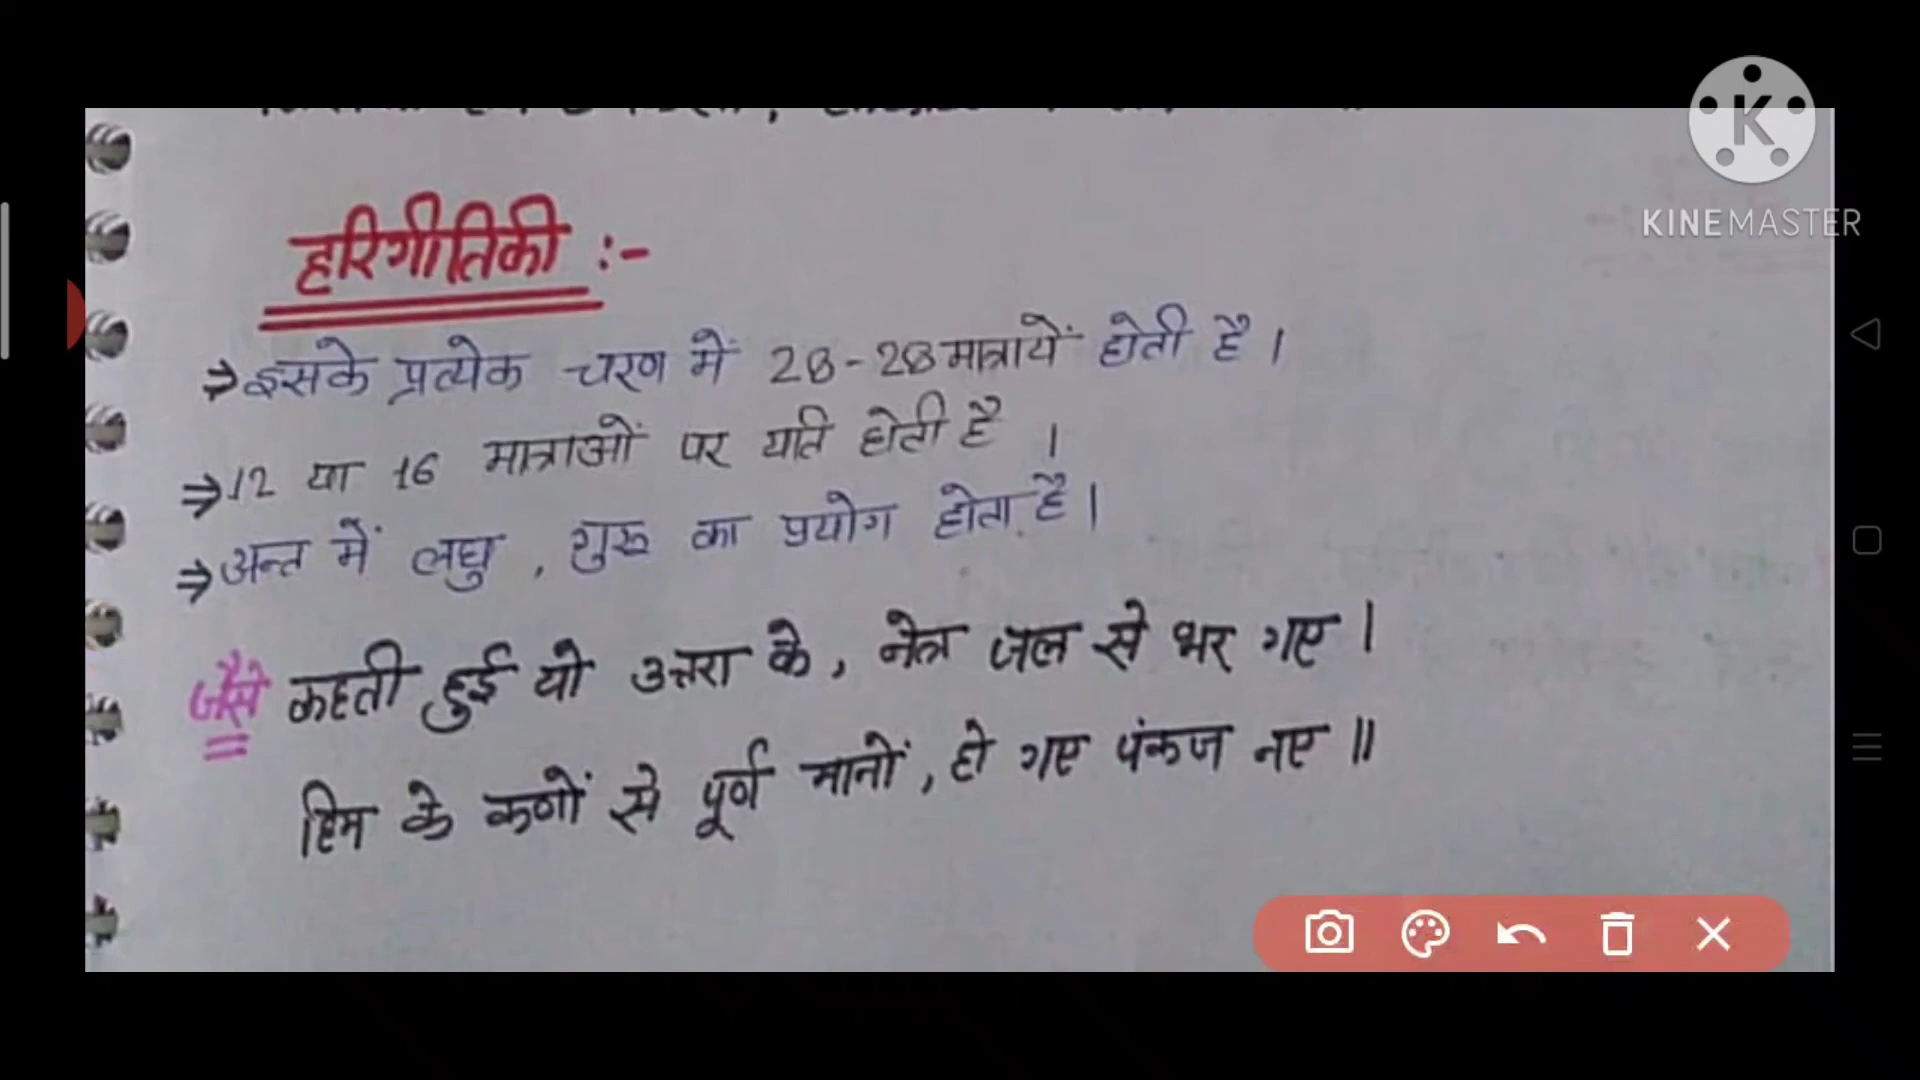 K
KINEMASTER
हरिगीतिकी :-
⇒ इसके प्रत्येक चरण में 28-28 मात्रायें होती है ।
⇒ 12 या 16 मात्राओं पर यति होती है ।
⇒ अन्त में लघु , गुरू का प्रयोग होता है ।
जैसे कहती हुई यो उत्तरा के, नेत्र जल से भर गए ।
हिम के कणों से पूर्ण मानों, हो गए पंकज नए ॥